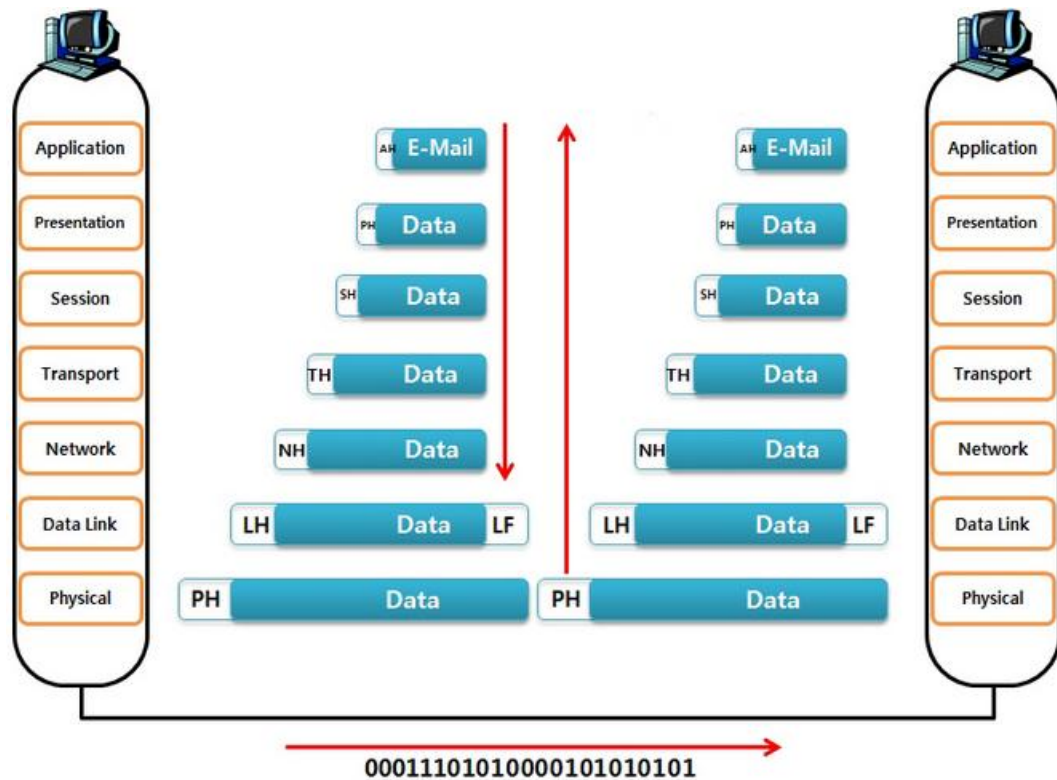 Application AH E-Mail AH E-Mail Application
Presentation PH Data PH Data Presentation
Session SH Data SH Data Session
Transport TH Data TH Data Transport
Network NH Data NH Data Network
Data Link LH Data LF LH Data LF Data Link
Physical PH Data PH Data Physical
00011101010000101010101